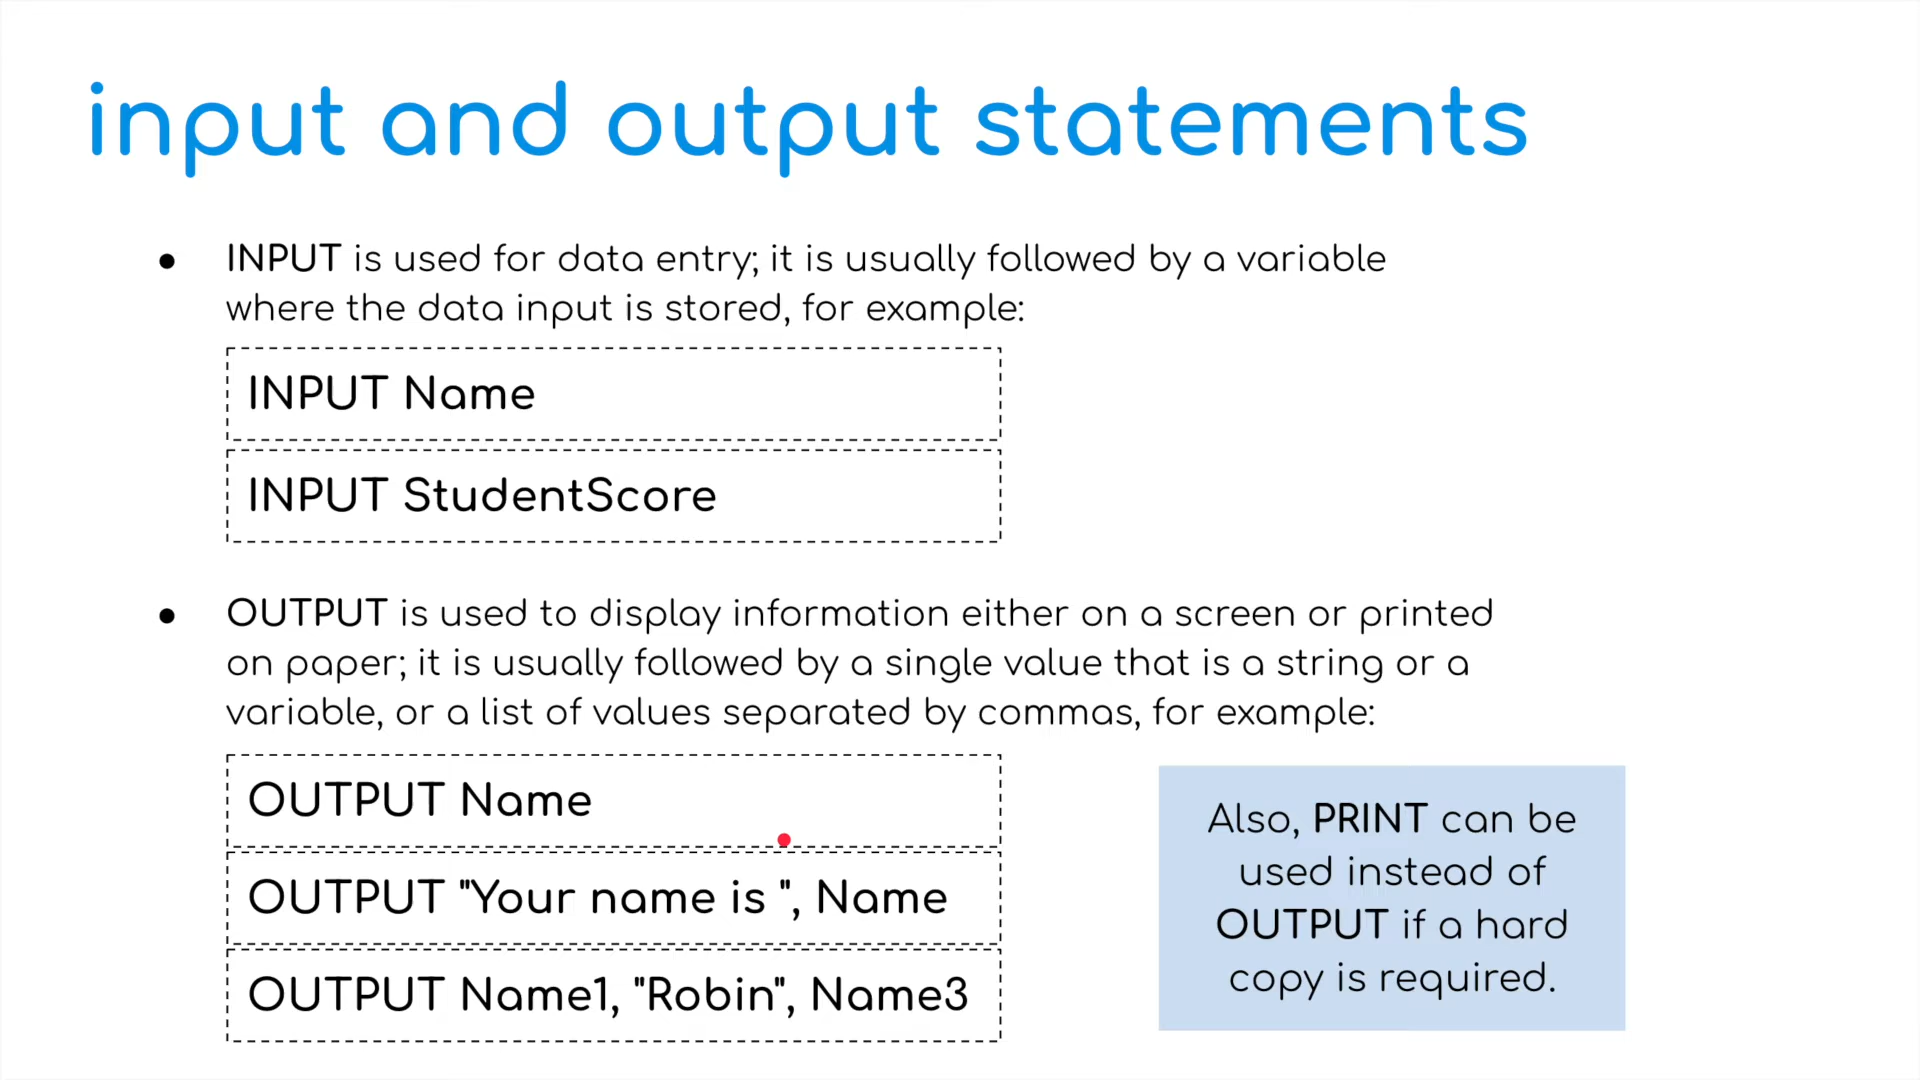 input and output statements
● INPUT is used for data entry; it is usually followed by a variable
where the data input is stored, for example:
INPUT Name
INPUT StudentScore
● OUTPUT is used to display information either on a screen or printed
on paper; it is usually followed by a single value that is a string or a
variable, or a list of values separated by commas, for example:
OUTPUT Name
OUTPUT "Your name is ", Name
OUTPUT Name1, "Robin", Name3
Also, PRINT can be
used instead of
OUTPUT if a hard
copy is required.